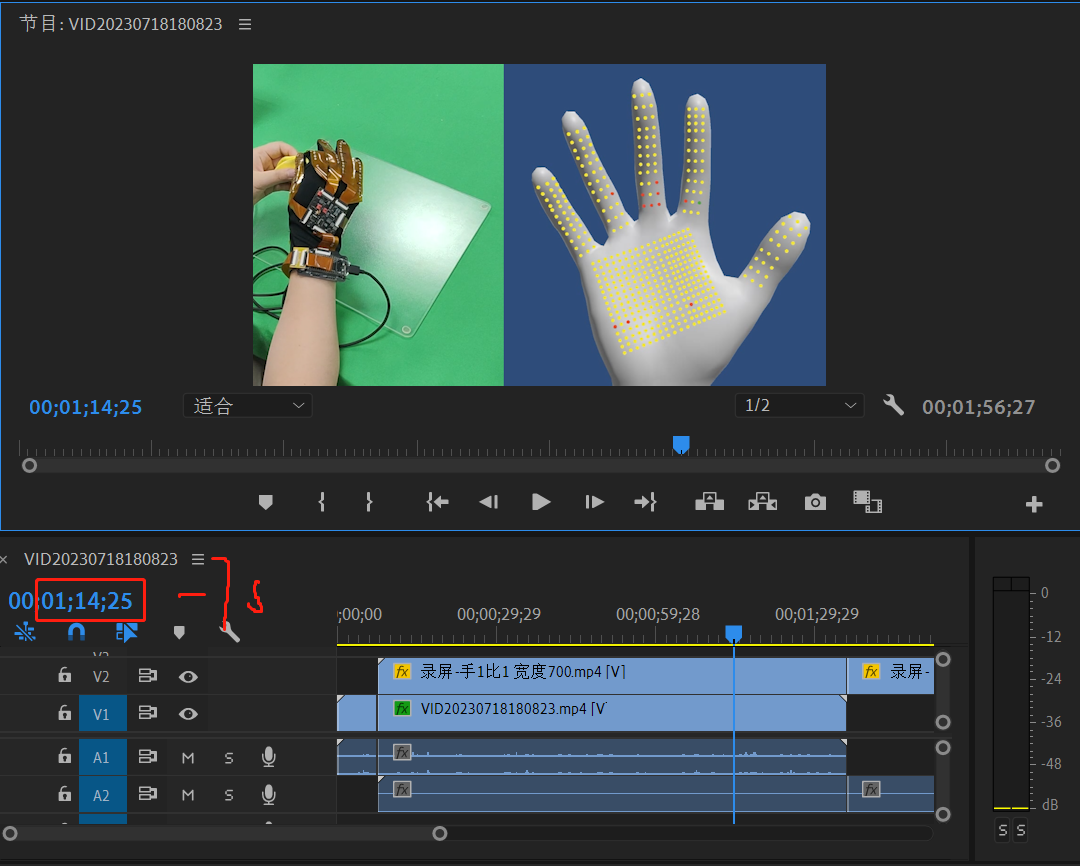 节目: VID20230718180823
00;01;14;25
适合
1/2
00;01;56;27
× VID20230718180823
00;01;14;25
;00;00
00;00;29;29
00;00;59;28
00;01;29;29
V2
fx 录屏-手1比1 宽度700.mp4 [V]
fx 录屏-
V1
fx VID20230718180823.mp4 [V
A1
M
S
fx
A2
M
S
fx
fx
0
-12
-24
-36
-48
dB
S
S